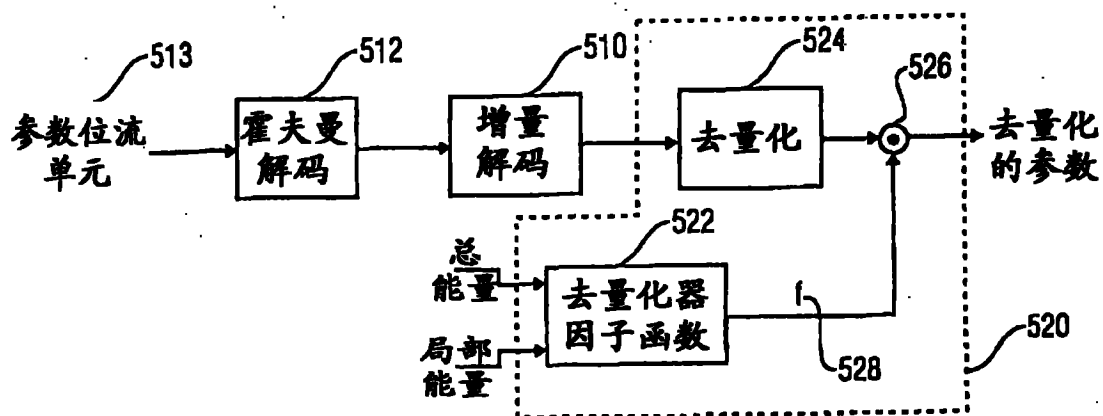 513
512
510
524
526
参数位流
单元
霍夫曼
解码
增量
解码
去量化
去量化
的参数
522
总
能量
局部
能量
去量化器
因子函数
f
528
520